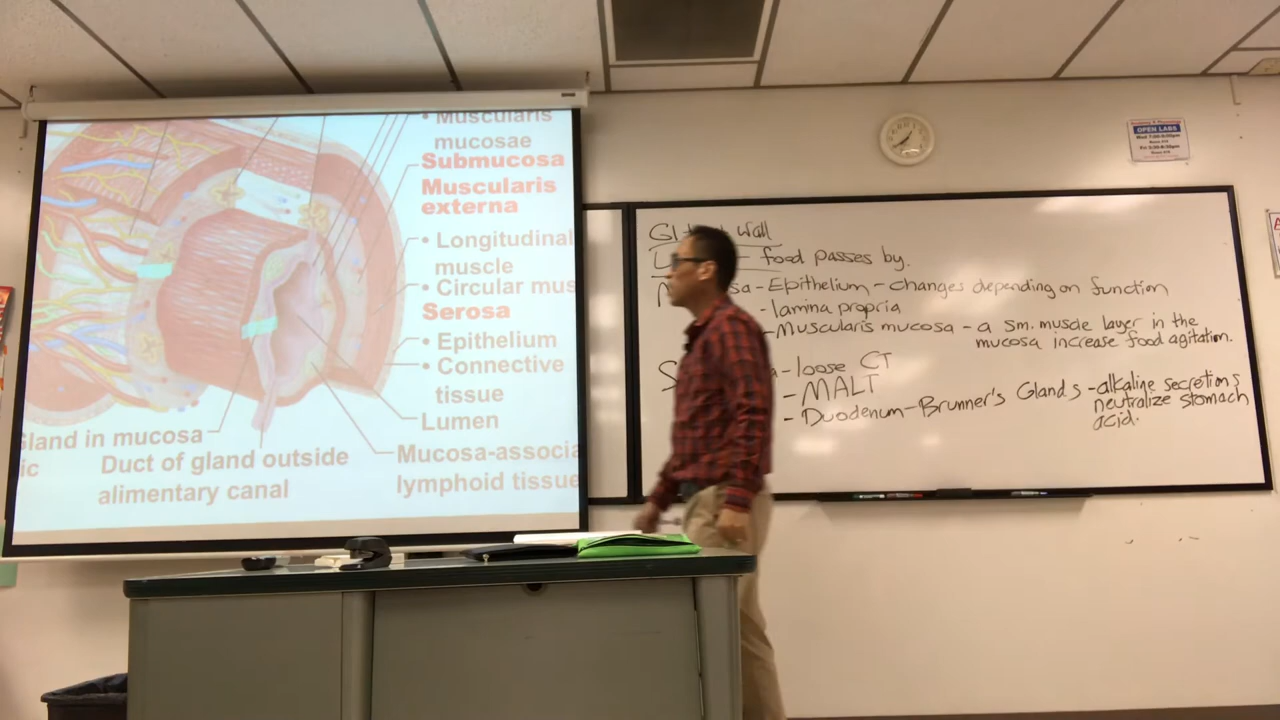 • Muscularis
mucosae
Submucosa
Muscularis
externa
• Longitudinal
muscle
• Circular mus
Serosa
• Epithelium
• Connective
tissue
Lumen
Mucosa-associa
lymphoid tissue
Gland in mucosa
ic
Duct of gland outside
alimentary canal
GI wall
food passes by.
sa - Epithelium - changes depending on function
- lamina propria
- Muscularis mucosa - a sm. muscle layer in the
mucosa increase food agitation.
S a - loose CT
- MALT
- Duodenum - Brunner's Glands - alkaline secretions
neutralize stomach
acid.
OPEN LABS